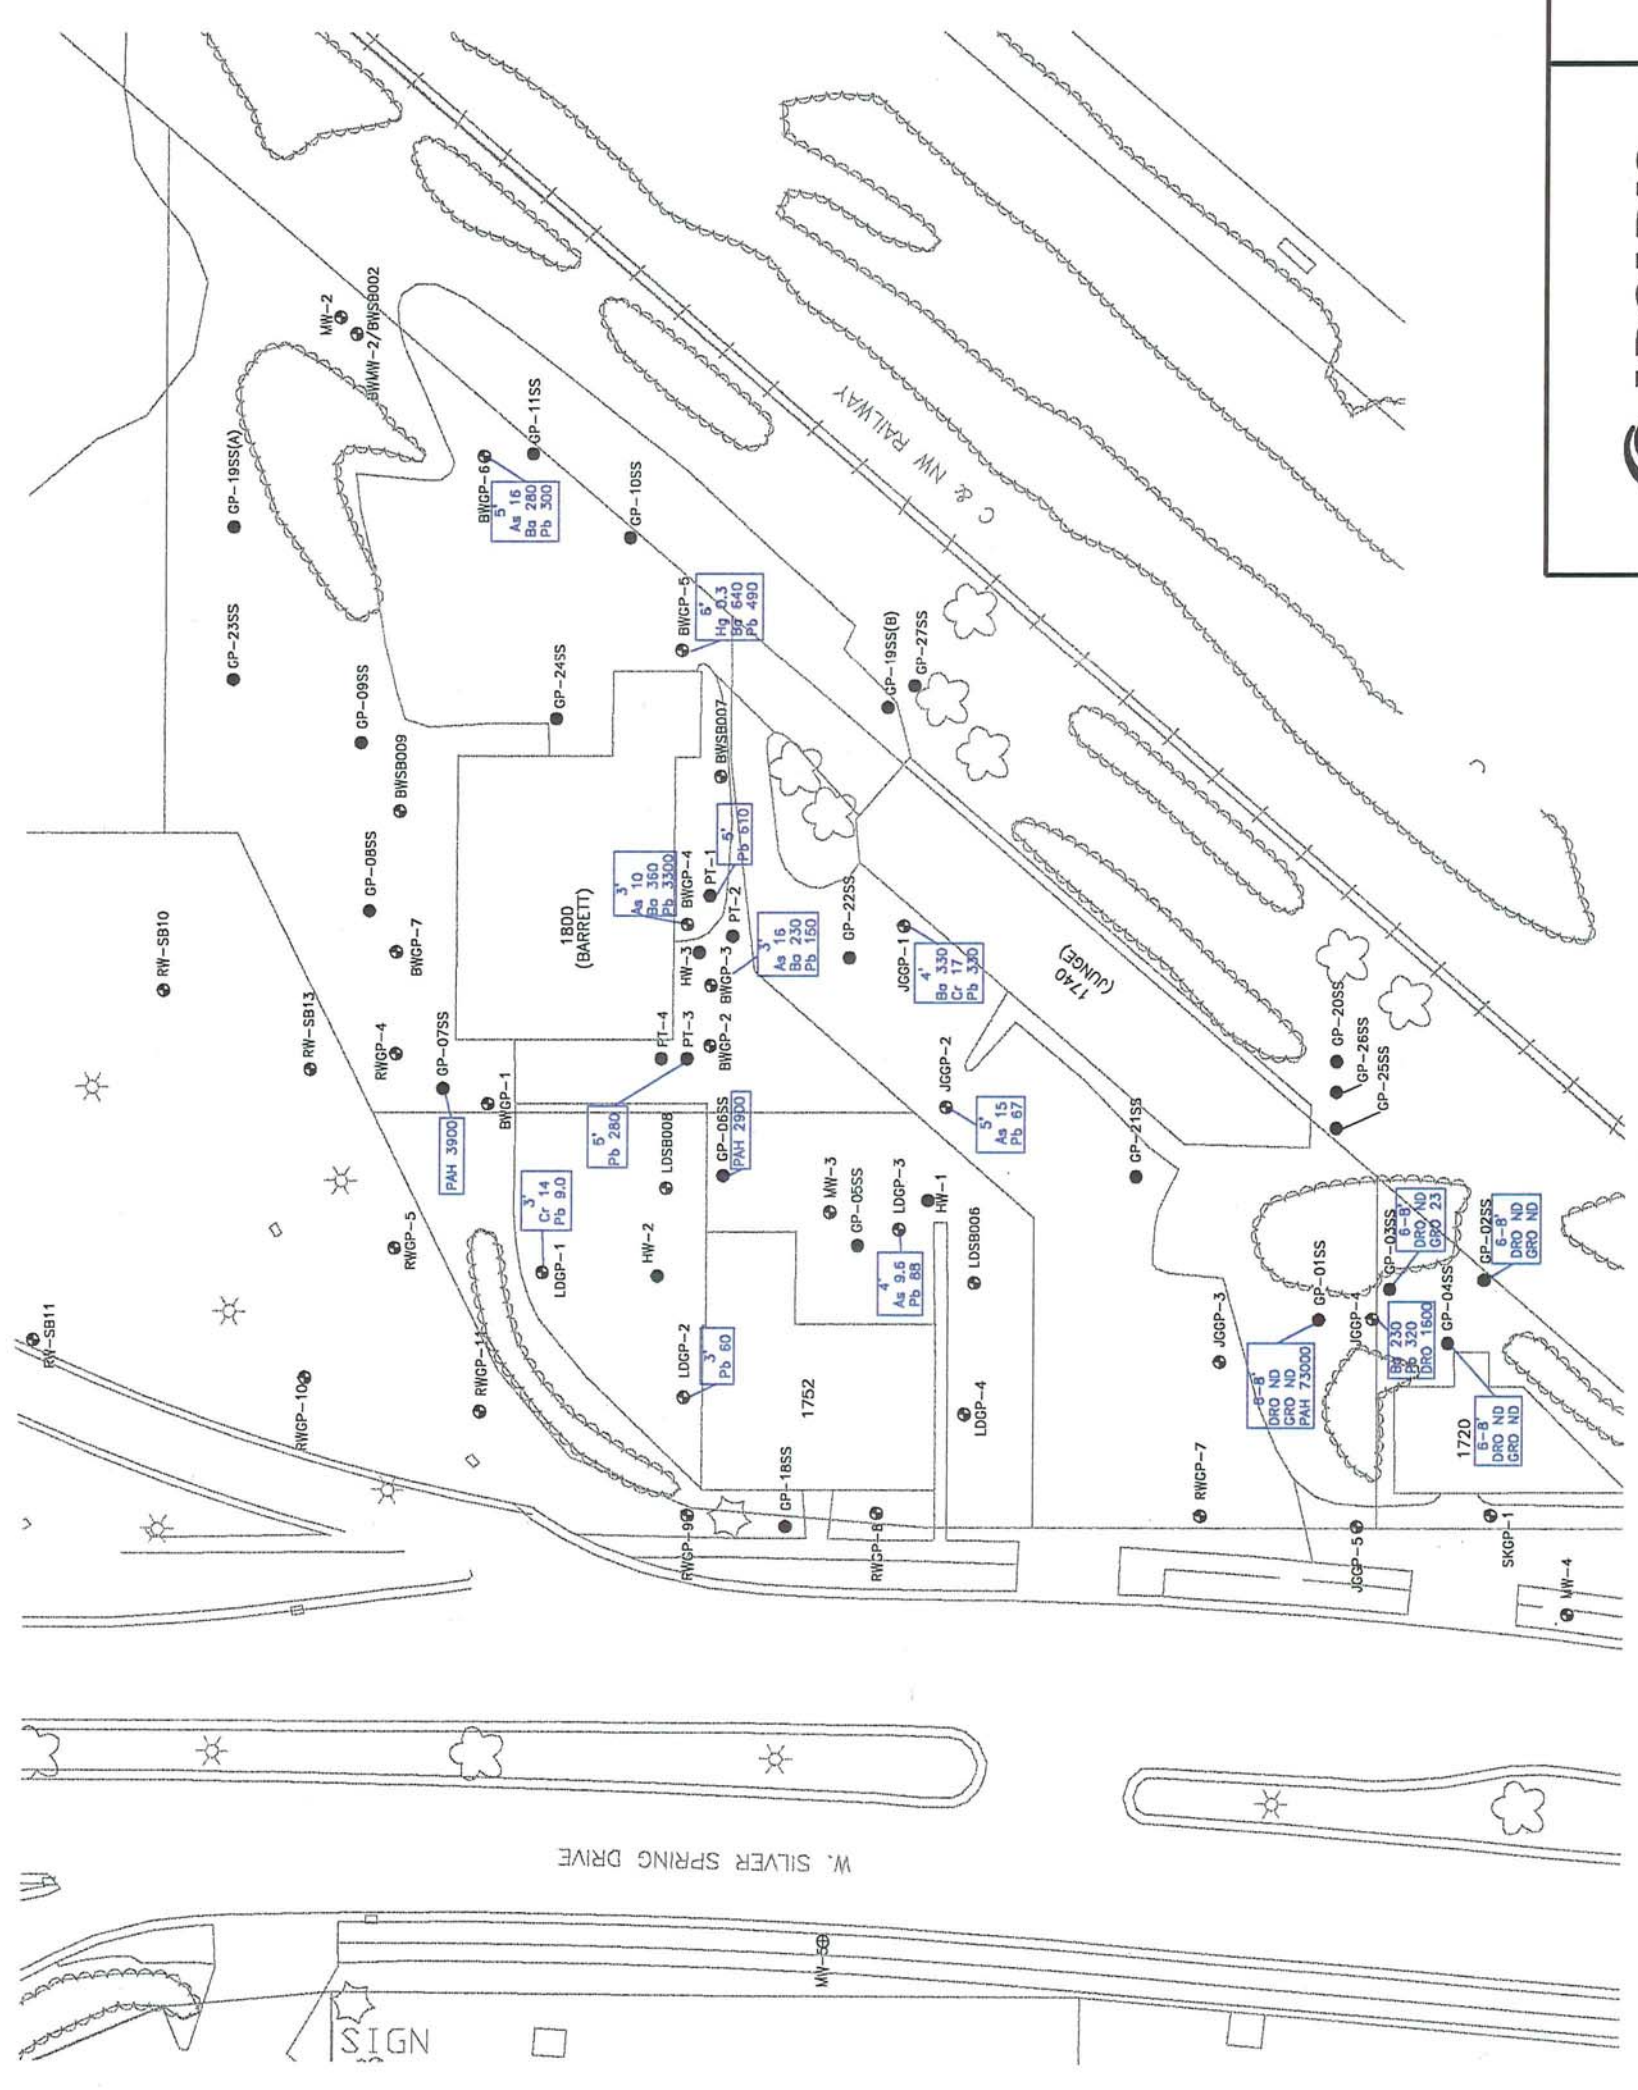 MW-2
BWMW-2/BWSB002
GP-19SS(A)
GP-11SS
BWGP-6
5'
As 16
Ba 280
Pb 300
GP-10SS
C & NW RAILWAY
GP-23SS
BWGP-5
6'
Hg 0.3
Ba 640
Pb 490
GP-19SS(B)
GP-27SS
GP-09SS
GP-24SS
BWSB009
BWSB007
GP-08SS
3'
As 10
Ba 360
Pb 3300
BWGP-4
PT-1
Pb 610
PT-2
1800
(BARRETT)
RW-SB10
BWGP-7
HW-3
BWGP-3
3'
As 16
Ba 230
Pb 150
GP-22SS
JGGP-1
4'
Ba 330
Cr 17
Pb 330
1740
(JUNGE)
RW-SB13
RWGP-4
GP-07SS
PAH 3900
BWGP-1
PT-4
PT-3
BWGP-2
5'
Pb 280
JGGP-2
5'
As 15
Pb 67
GP-20SS
GP-26SS
GP-25SS
LDSB008
GP-06SS
PAH 2900
GP-21SS
RWGP-5
3'
Cr 14
Pb 9.0
LDGP-1
HW-2
MW-3
GP-05SS
LDGP-3
4'
As 9.6
Pb 88
HW-1
LDSB006
RW-SB11
RWGP-10
RWGP-11
LDGP-2
3'
Pb 60
1752
LDGP-4
JGGP-3
GP-01SS
6-8'
DRO ND
GRO ND
PAH 73000
GP-03SS
6-8'
DRO ND
GRO 23
GP-02SS
6-8'
DRO ND
GRO ND
JGGP-4
Ba 230
Pb 320
DRO 1600
GP-04SS
6-8'
DRO ND
GRO ND
1720
RWGP-9
GP-18SS
RWGP-8
RWGP-7
JGGP-5
SKGP-1
MW-4
W. SILVER SPRING DRIVE
MW-5
SIGN